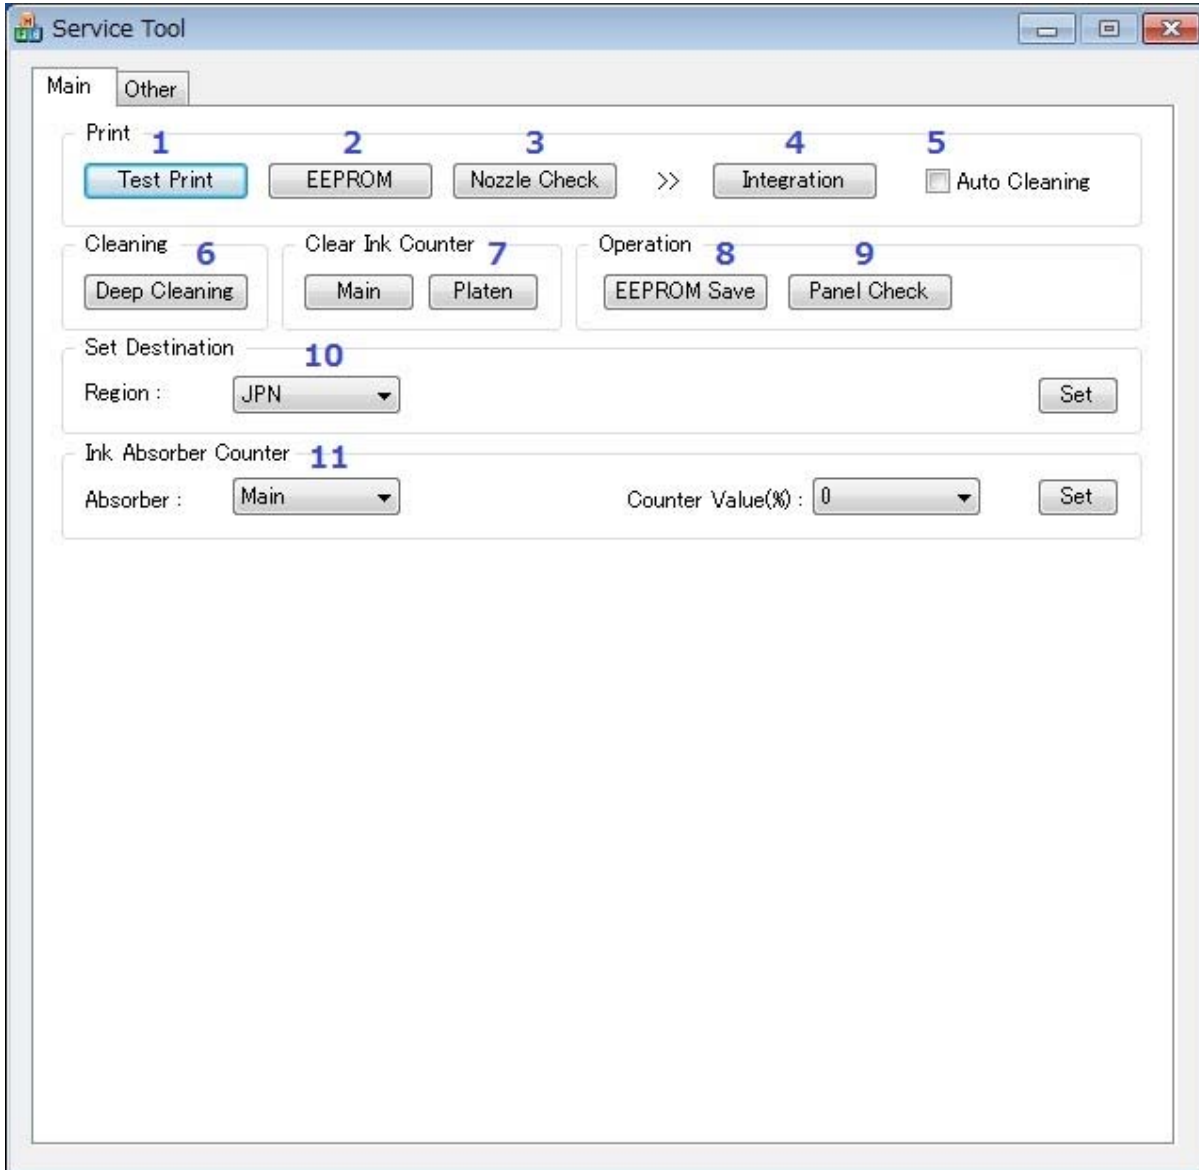 Service Tool
Main Other
Print 1 2 3 4 5
Test Print EEPROM Nozzle Check >> Integration Auto Cleaning
Cleaning 6 Clear Ink Counter 7 Operation 8 9
Deep Cleaning Main Platen EEPROM Save Panel Check
Set Destination 10
Region : JPN Set
Ink Absorber Counter 11
Absorber : Main Counter Value(%) : 0 Set